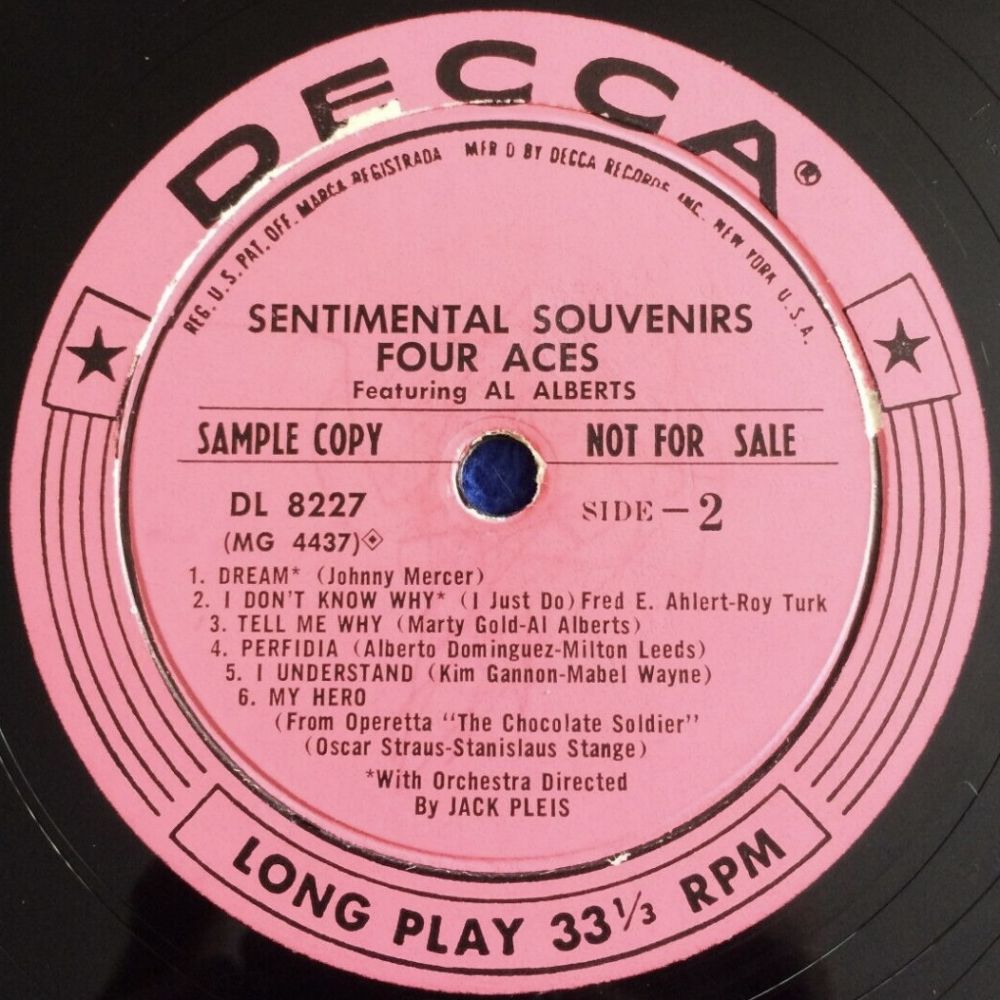 DECCA®
REG. U.S. PAT. OFF. MARCA REGISTRADA MFR D BY DECCA RECORDS INC. NEW YORK U.S.A.
SENTIMENTAL SOUVENIRS
FOUR ACES
Featuring AL ALBERTS
SAMPLE COPY NOT FOR SALE
DL 8227 SIDE - 2
(MG 4437)
1. DREAM* (Johnny Mercer)
2. I DON'T KNOW WHY* (I Just Do) Fred E. Ahlert-Roy Turk
3. TELL ME WHY (Marty Gold-Al Alberts)
4. PERFIDIA (Alberto Dominguez-Milton Leeds)
5. I UNDERSTAND (Kim Gannon-Mabel Wayne)
6. MY HERO
(From Operetta "The Chocolate Soldier"
(Oscar Straus-Stanislaus Stange)
*With Orchestra Directed
By JACK PLEIS
LONG PLAY 33⅓ RPM